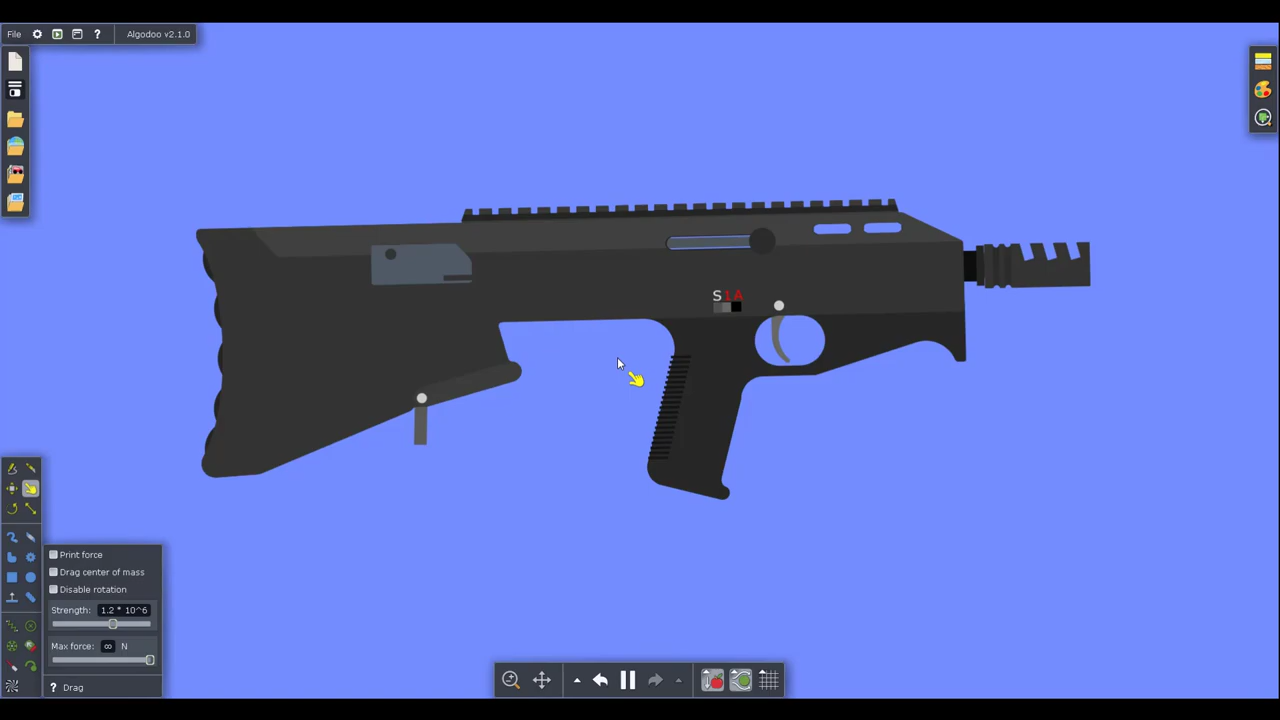 File
?
Algodoo v2.1.0
S1A
Print force
Drag center of mass
Disable rotation
Strength: 1.2 * 10^6
Max force: ∞ N
? Drag